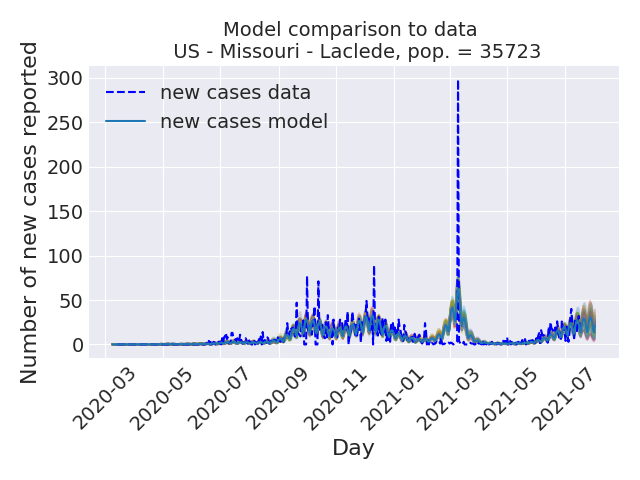 Model comparison to data
US - Missouri - Laclede, pop. = 35723
Number of new cases reported
300
250
200
150
100
50
0
new cases data
new cases model
2020-03
2020-05
2020-07
2020-09
2020-11
2021-01
2021-03
2021-05
2021-07
Day